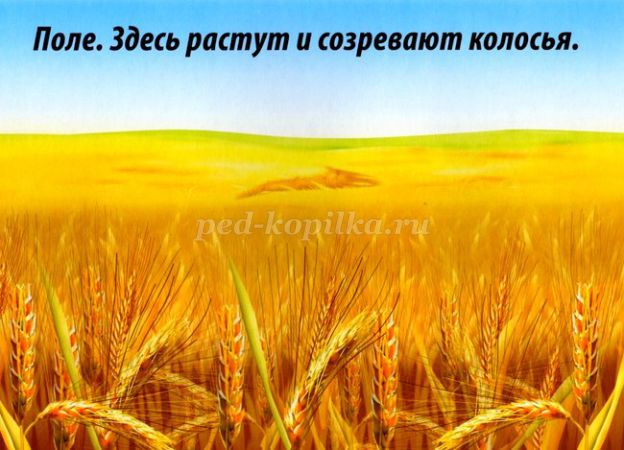 Поле. Здесь растут и созревают колосья.
ped-kopilka.ru